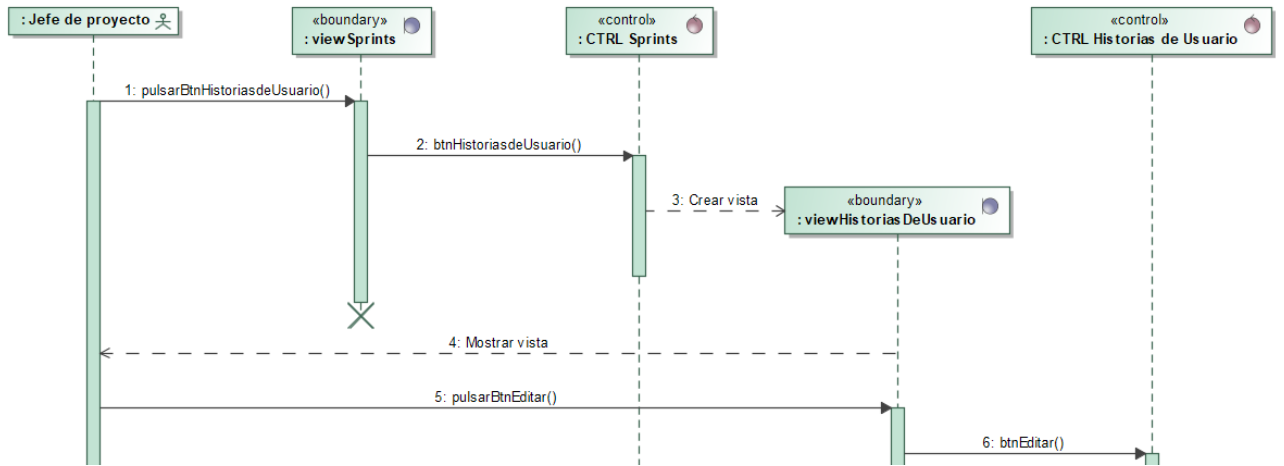 : Jefe de proyecto
«boundary»
: viewSprints
«control»
: CTRL Sprints
«control»
: CTRL Historias de Usuario
1: pulsarBtnHistoriasdeUsuario()
2: btnHistoriasdeUsuario()
3: Crear vista
«boundary»
: viewHistoriasDeUsuario
4: Mostrar vista
5: pulsarBtnEditar()
6: btnEditar()